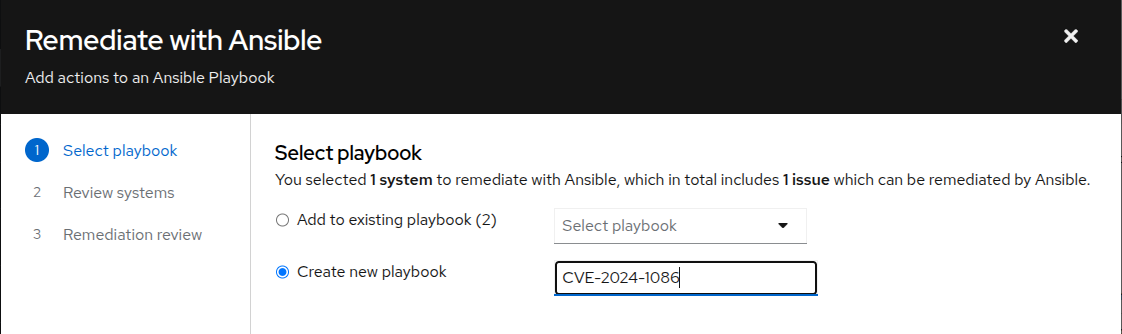 Remediate with Ansible
Add actions to an Ansible Playbook
1 Select playbook
2 Review systems
3 Remediation review
Select playbook
You selected 1 system to remediate with Ansible, which in total includes 1 issue which can be remediated by Ansible.
Add to existing playbook (2) Select playbook
Create new playbook CVE-2024-1086